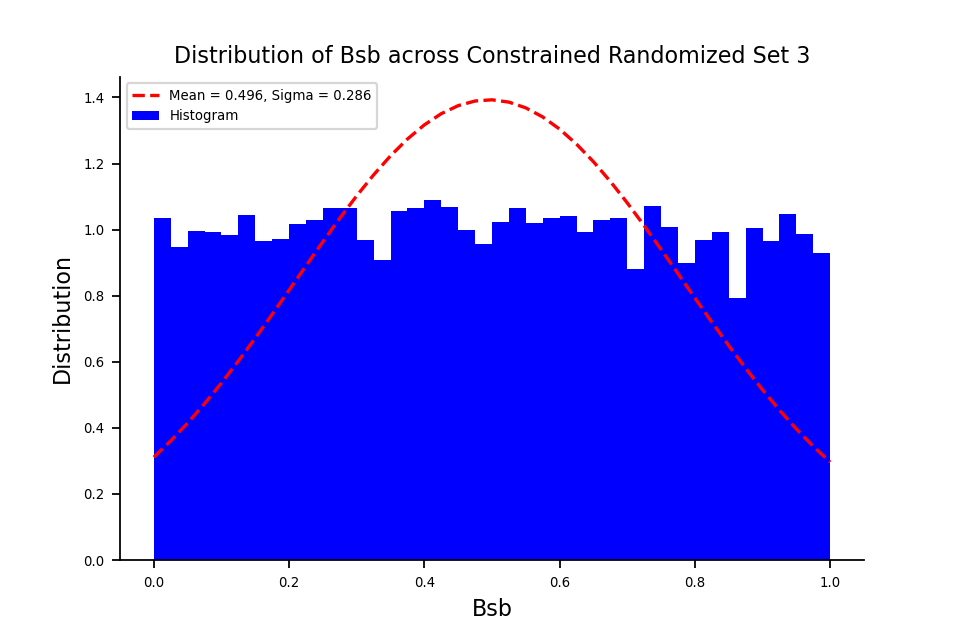 Distribution of Bsb across Constrained Randomized Set 3
Mean = 0.496, Sigma = 0.286
Histogram
Distribution
1.4
1.2
1.0
0.8
0.6
0.4
0.2
0.0
0.0 0.2 0.4 0.6 0.8 1.0
Bsb